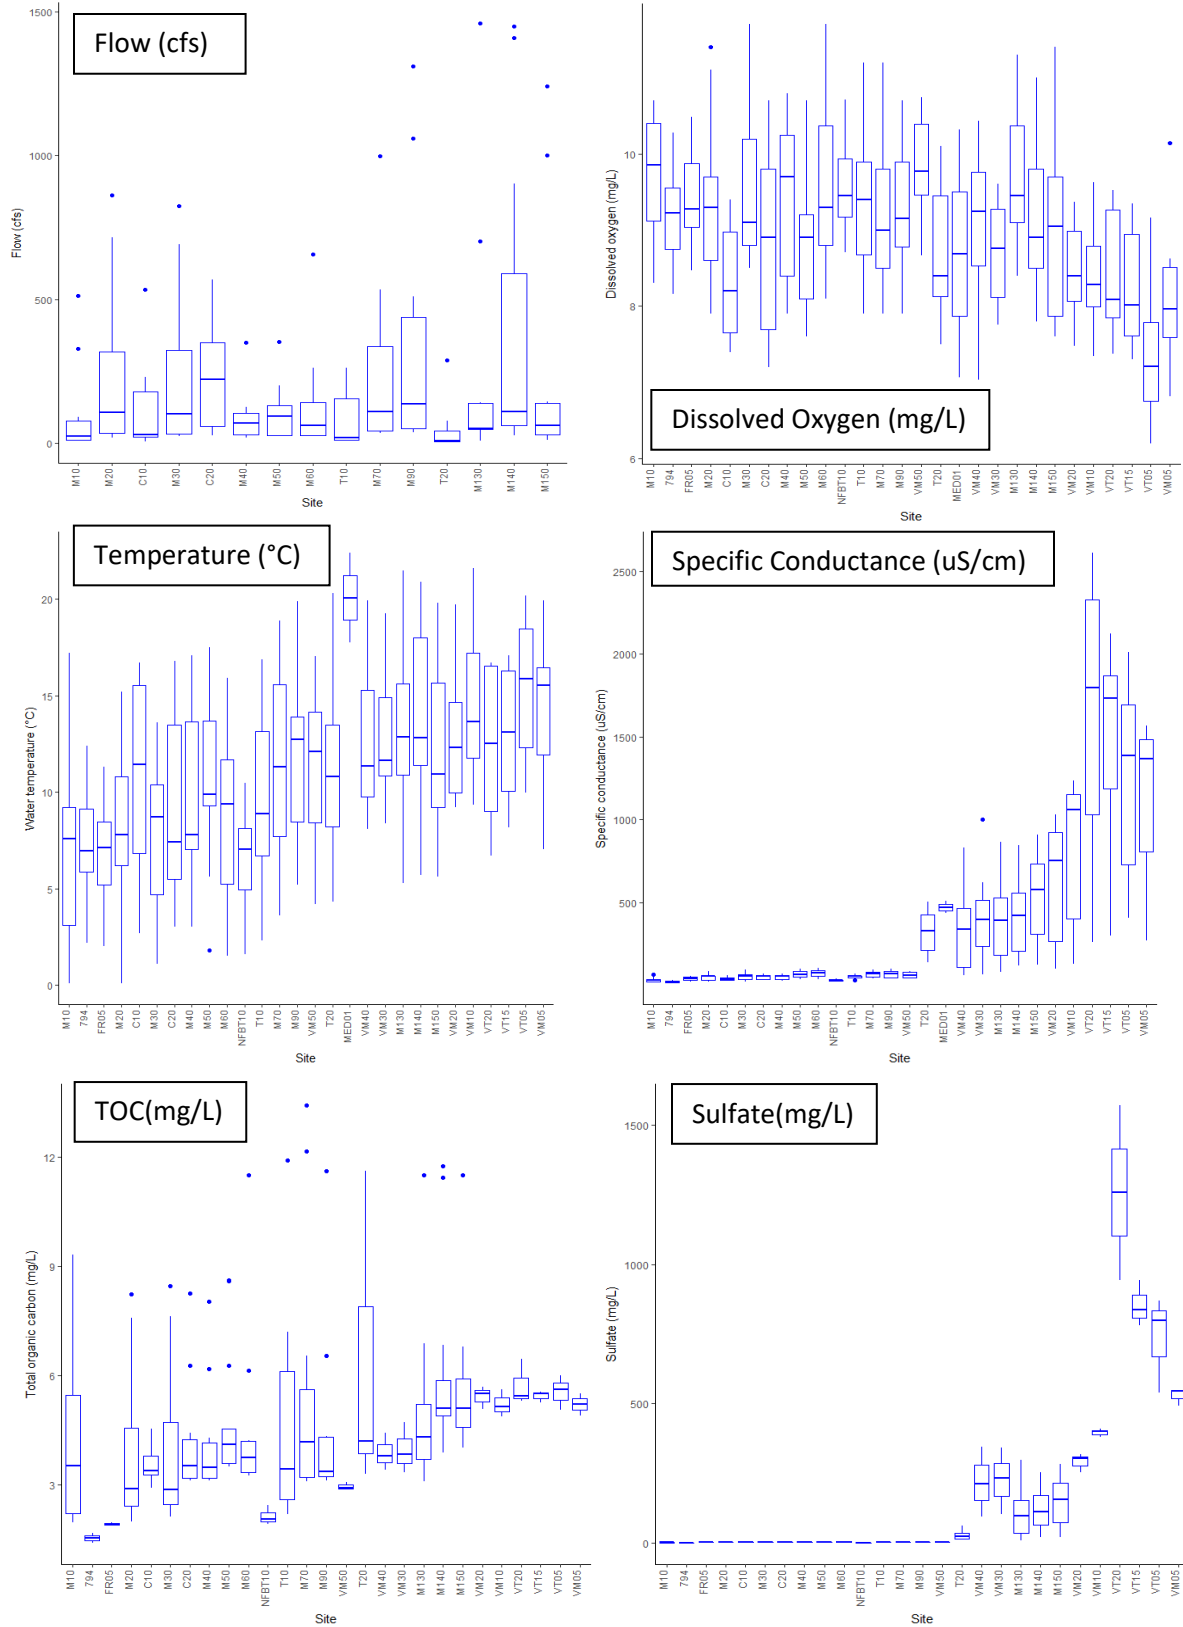 Flow (cfs)
1500
1000
500
0
Flow (cfs)
M10 M20 C10 M30 C20 M40 M50 M60 T10 M70 M90 T20 M130 M140 M150
Site
Dissolved Oxygen (mg/L)
10
8
6
Dissolved oxygen (mg/L)
M10 794 FR05 M20 C10 M30 C20 M40 M50 M60 NFBT10 T10 M70 M90 VM50 T20 MED01 VM40 VM30 M130 M140 M150 VM20 VM10 VT20 VT15 VT05 VM05
Site
Temperature (°C)
20
15
10
5
0
Water temperature (°C)
M10 794 FR05 M20 C10 M30 C20 M40 M50 M60 NFBT10 T10 M70 M90 VM50 T20 MED01 VM40 VM30 M130 M140 M150 VM20 VM10 VT20 VT15 VT05 VM05
Site
Specific Conductance (uS/cm)
2500
2000
1500
1000
500
Specific conductance (uS/cm)
M10 794 FR05 M20 C10 M30 C20 M40 M50 M60 NFBT10 T10 M70 M90 VM50 T20 MED01 VM40 VM30 M130 M140 M150 VM20 VM10 VT20 VT15 VT05 VM05
Site
TOC(mg/L)
12
9
6
3
Total organic carbon (mg/L)
M10 794 FR05 M20 C10 M30 C20 M40 M50 M60 NFBT10 T10 M70 M90 VM50 T20 VM40 VM30 M130 M140 M150 VM20 VM10 VT20 VT15 VT05 VM05
Site
Sulfate(mg/L)
1500
1000
500
0
Sulfate (mg/L)
M10 794 FR05 M20 C10 M30 C20 M40 M50 M60 NFBT10 T10 M70 M90 VM50 T20 VM40 VM30 M130 M140 M150 VM20 VM10 VT20 VT15 VT05 VM05
Site